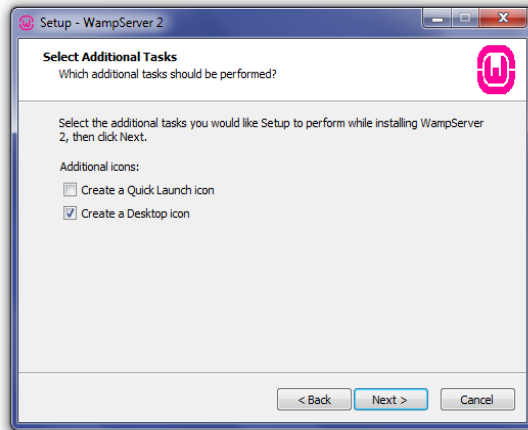 Setup - WampServer 2
Select Additional Tasks
Which additional tasks should be performed?
Select the additional tasks you would like Setup to perform while installing WampServer
2, then click Next.
Additional icons:
Create a Quick Launch icon
Create a Desktop icon
< Back
Next >
Cancel